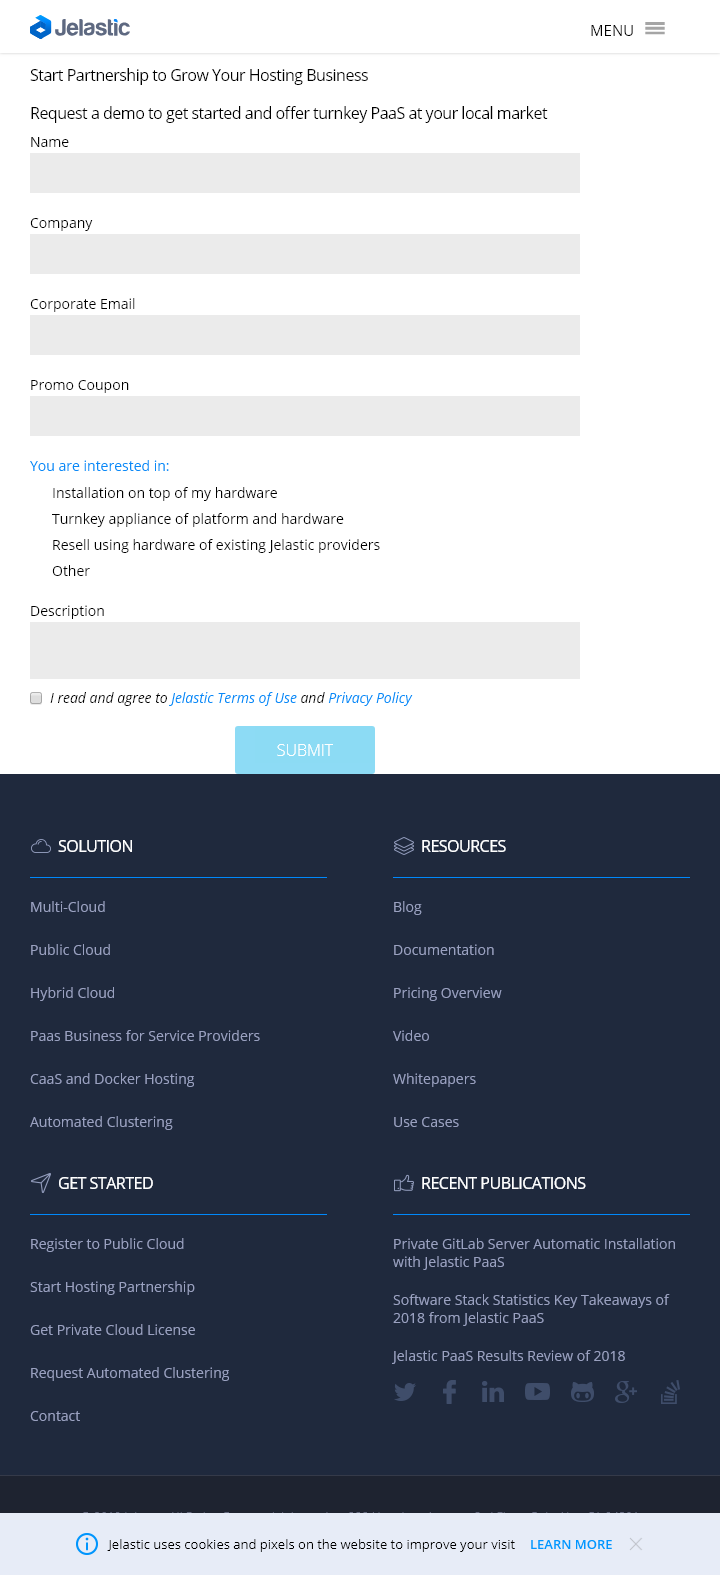 Jelastic
MENU
Start Partnership to Grow Your Hosting Business
Request a demo to get started and offer turnkey PaaS at your local market
Name
Company
Corporate Email
Promo Coupon
You are interested in:
Installation on top of my hardware
Turnkey appliance of platform and hardware
Resell using hardware of existing Jelastic providers
Other
Description
I read and agree to Jelastic Terms of Use and Privacy Policy
SUBMIT
SOLUTION
Multi-Cloud
Public Cloud
Hybrid Cloud
Paas Business for Service Providers
CaaS and Docker Hosting
Automated Clustering
RESOURCES
Blog
Documentation
Pricing Overview
Video
Whitepapers
Use Cases
GET STARTED
Register to Public Cloud
Start Hosting Partnership
Get Private Cloud License
Request Automated Clustering
Contact
RECENT PUBLICATIONS
Private GitLab Server Automatic Installation
with Jelastic PaaS
Software Stack Statistics Key Takeaways of
2018 from Jelastic PaaS
Jelastic PaaS Results Review of 2018
Jelastic uses cookies and pixels on the website to improve your visit LEARN MORE